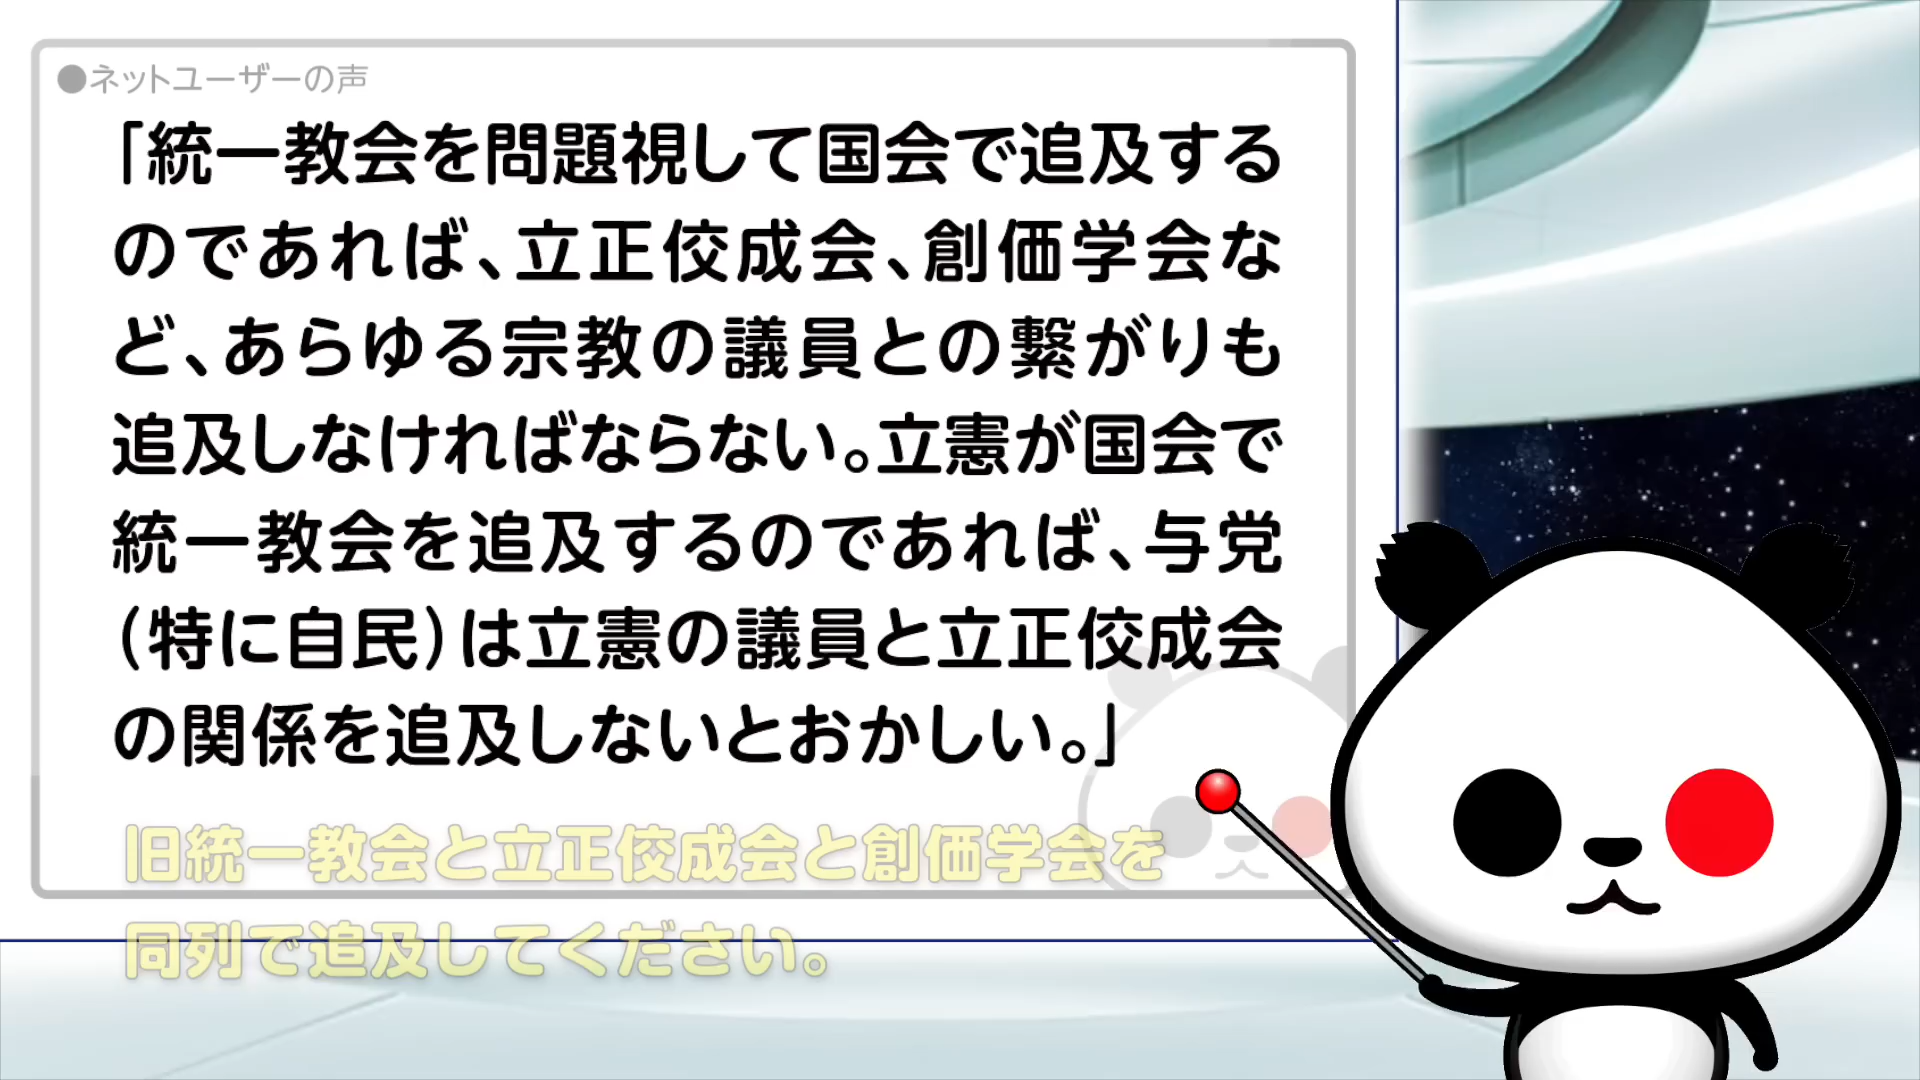 ●ネットユーザーの声
「統一教会を問題視して国会で追及する
のであれば、立正佼成会、創価学会な
ど、あらゆる宗教の議員との繋がりも
追及しなければならない。立憲が国会で
統一教会を追及するのであれば、与党
（特に自民）は立憲の議員と立正佼成会
の関係を追及しないとおかしい。」
旧統一教会と立正佼成会と創価学会を
同列で追及してください。